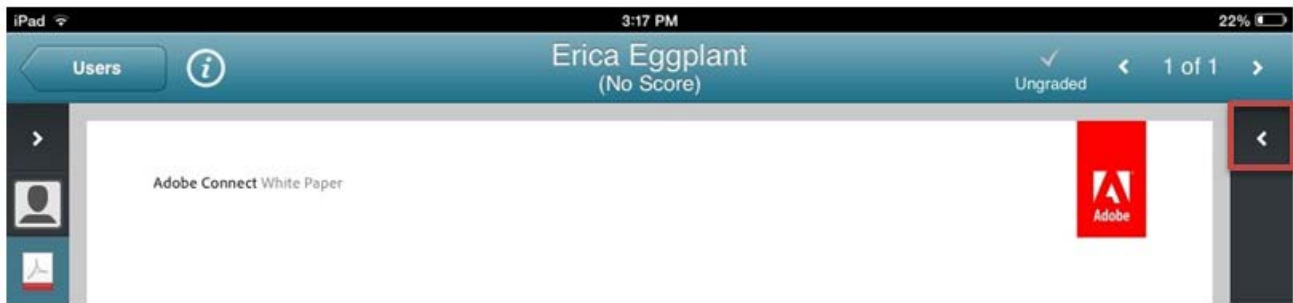 iPad 3:17 PM 22%
Users Erica Eggplant Ungraded 1 of 1
(No Score)
Adobe Connect White Paper
Adobe